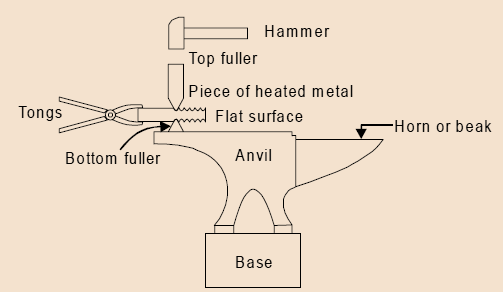 Hammer
Top fuller
Piece of heated metal
Tongs
Flat surface
Horn or beak
Bottom fuller
Anvil
Base